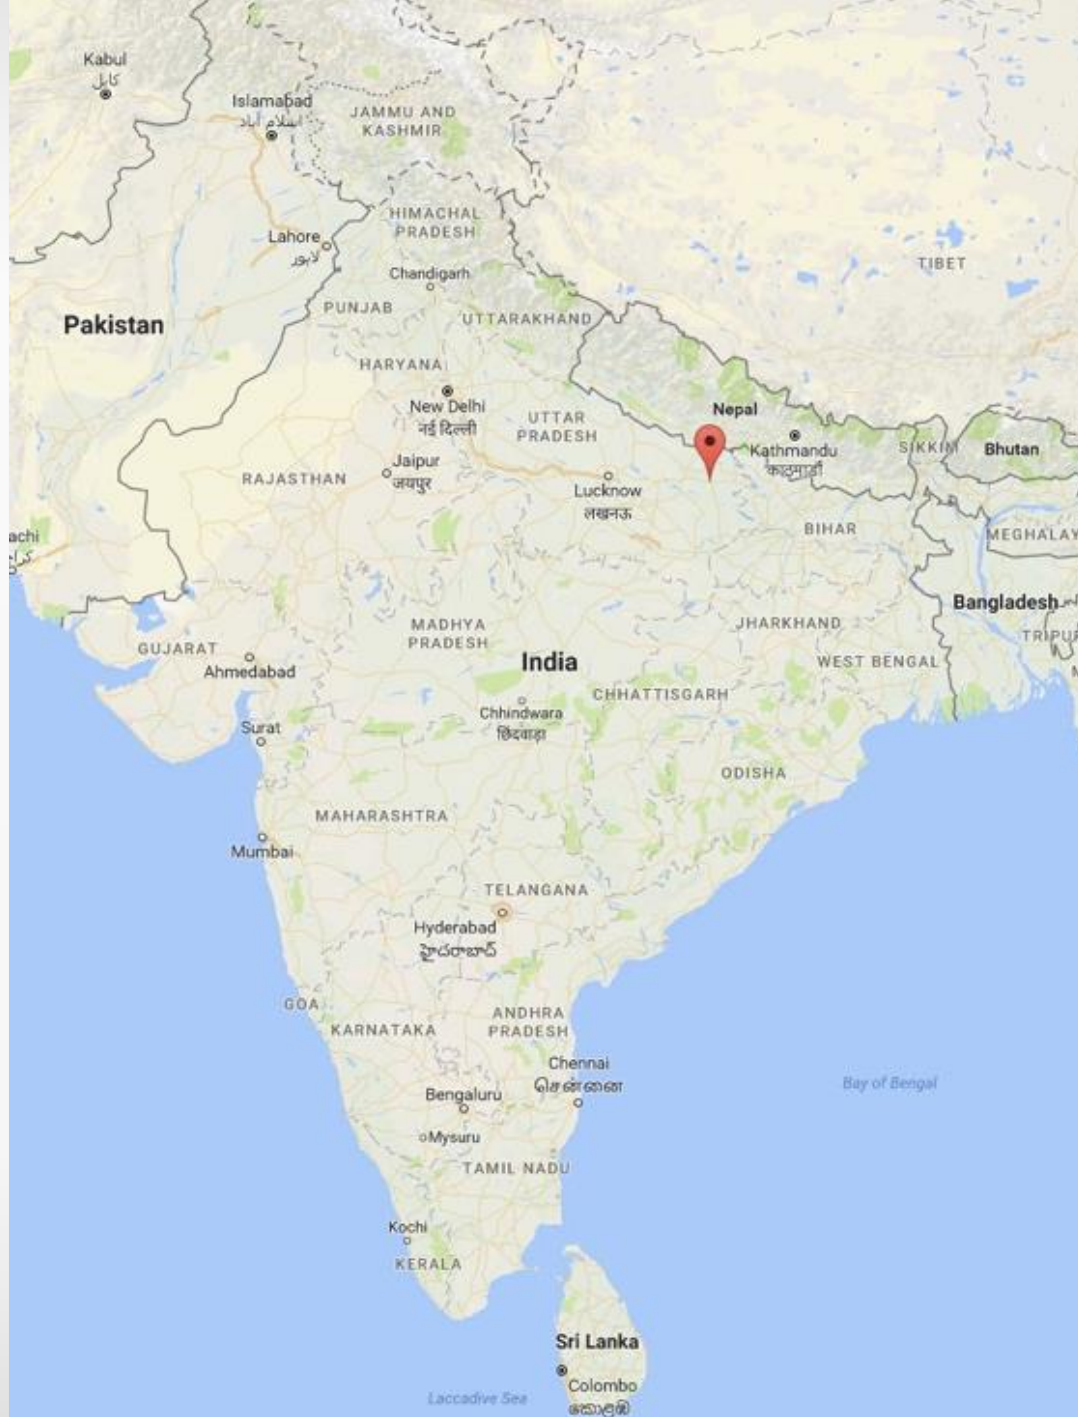 Kabul
کابل
Islamabad
اسلام آباد
JAMMU AND
KASHMIR
HIMACHAL
PRADESH
Lahore
لاہور
TIBET
Chandigarh
PUNJAB
UTTARAKHAND
Pakistan
HARYANA
New Delhi
नई दिल्ली
UTTAR
PRADESH
Nepal
Kathmandu
काठमाडौं
SIKKIM
Bhutan
Jaipur
जयपुर
RAJASTHAN
Lucknow
लखनऊ
BIHAR
MEGHALAY
achi
Bangladesh
MADHYA
PRADESH
JHARKHAND
TRIPUR
GUJARAT
Ahmedabad
India
WEST BENGAL
CHHATTISGARH
Chhindwara
छिंदवाड़ा
Surat
ODISHA
MAHARASHTRA
Mumbai
TELANGANA
Hyderabad
హైదరాబాద్
GOA
KARNATAKA
ANDHRA
PRADESH
Chennai
சென்னை
Bay of Bengal
Bengaluru
Mysuru
TAMIL NADU
Kochi
KERALA
Sri Lanka
Colombo
කොළඹ
Laccadive Sea